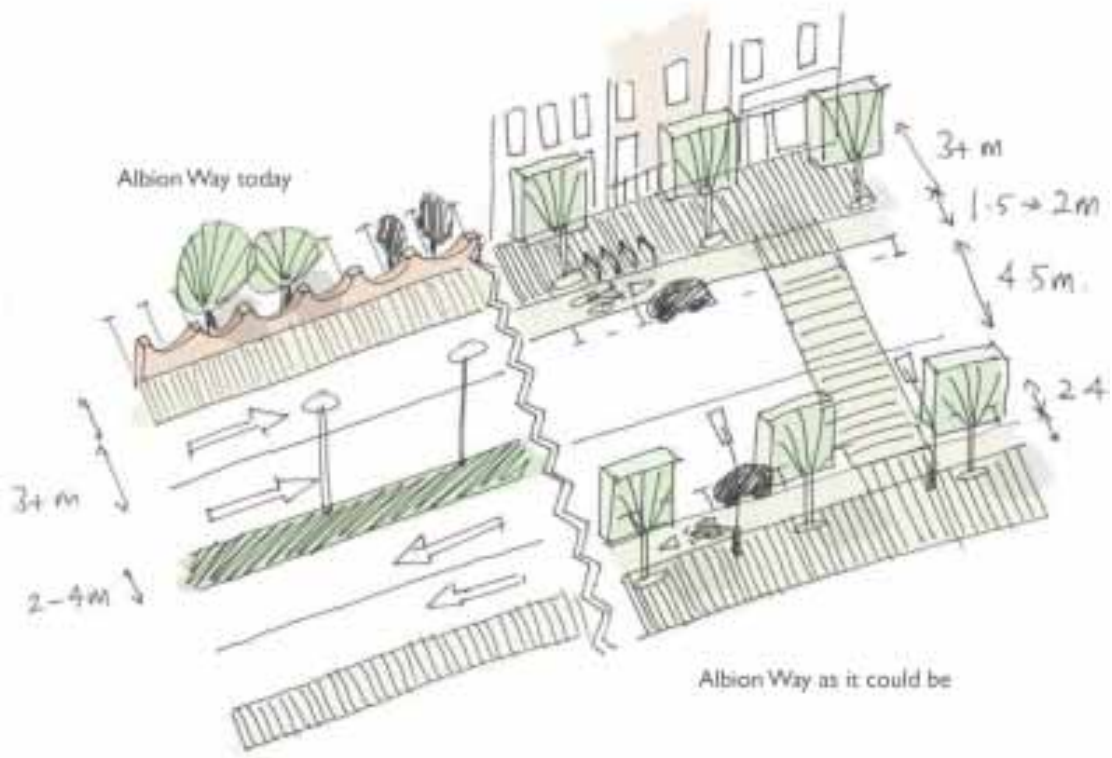 Albion Way today
3+ m
1.5 → 2m
4.5m.
2.4
3+m
2-4m
Albion Way as it could be